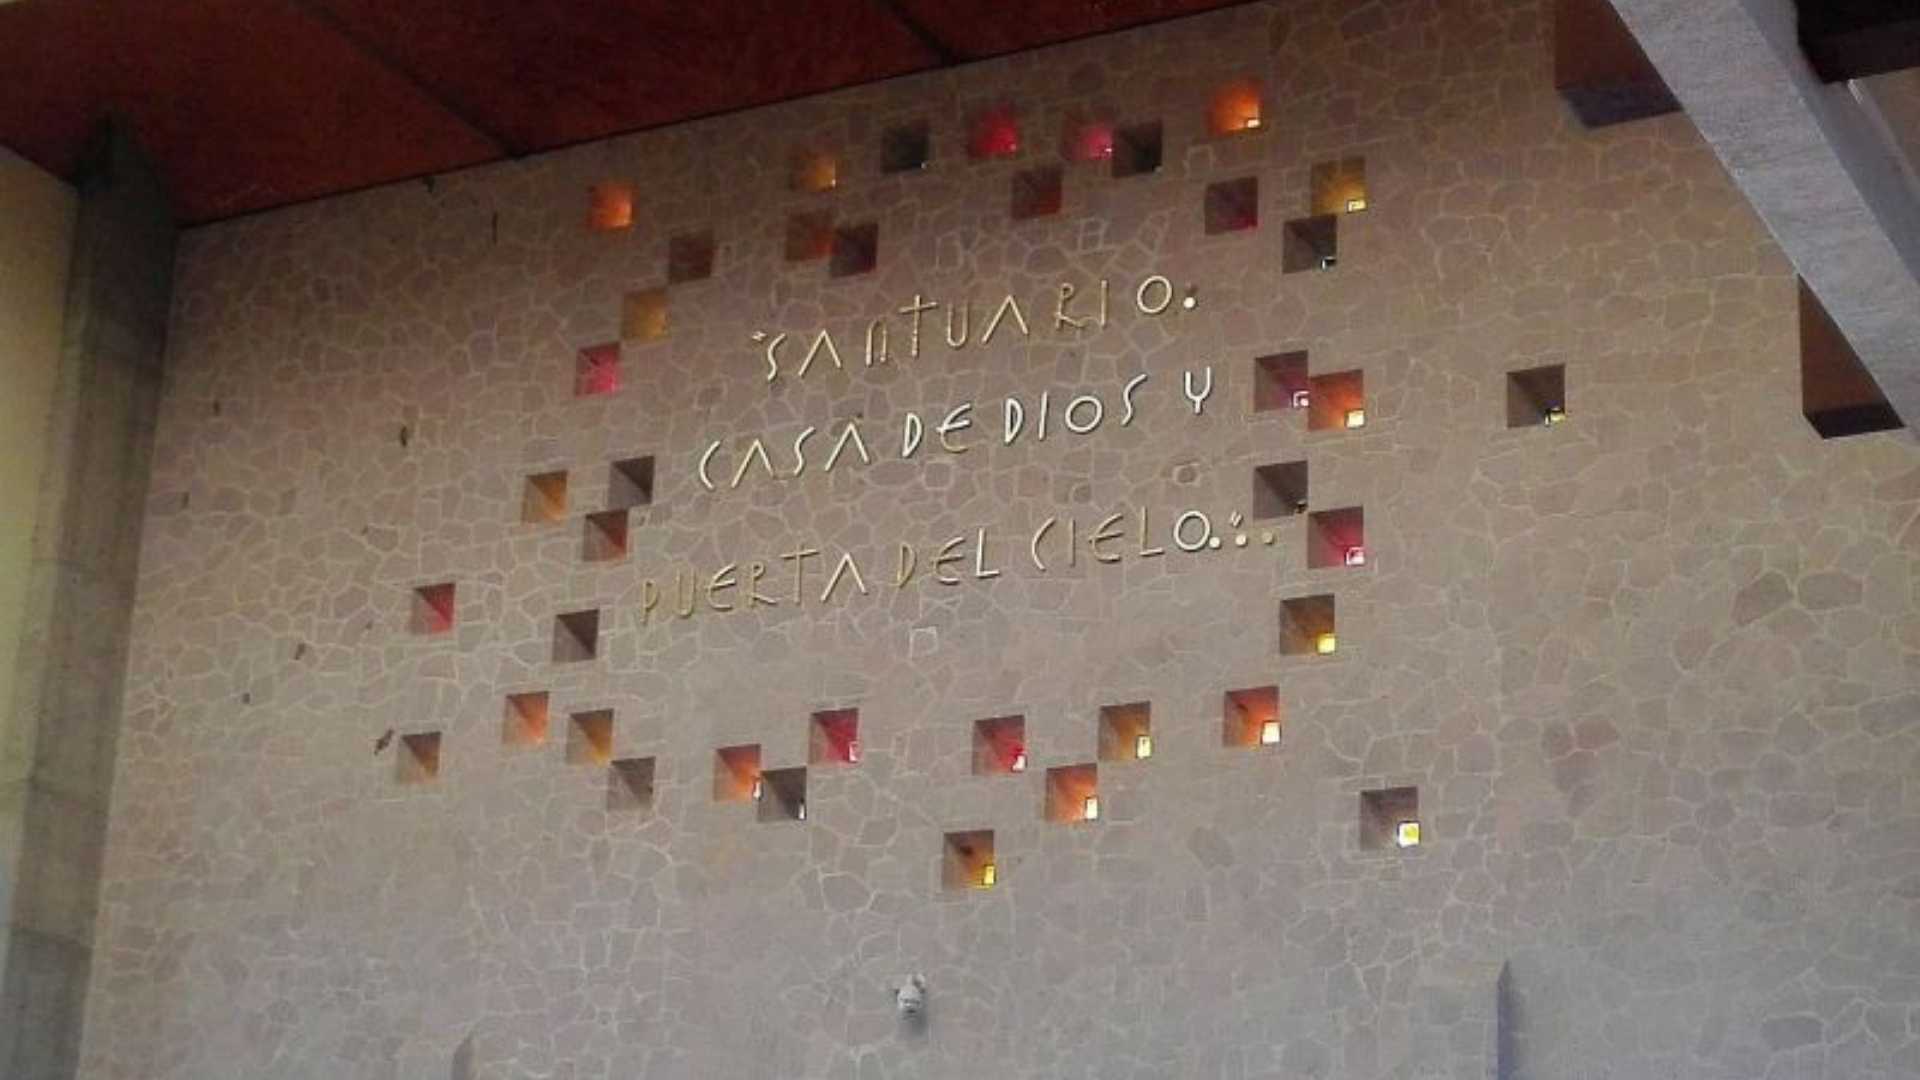 "SANTUARIO.
CASA DE DIOS Y
PUERTA DEL CIELO.".